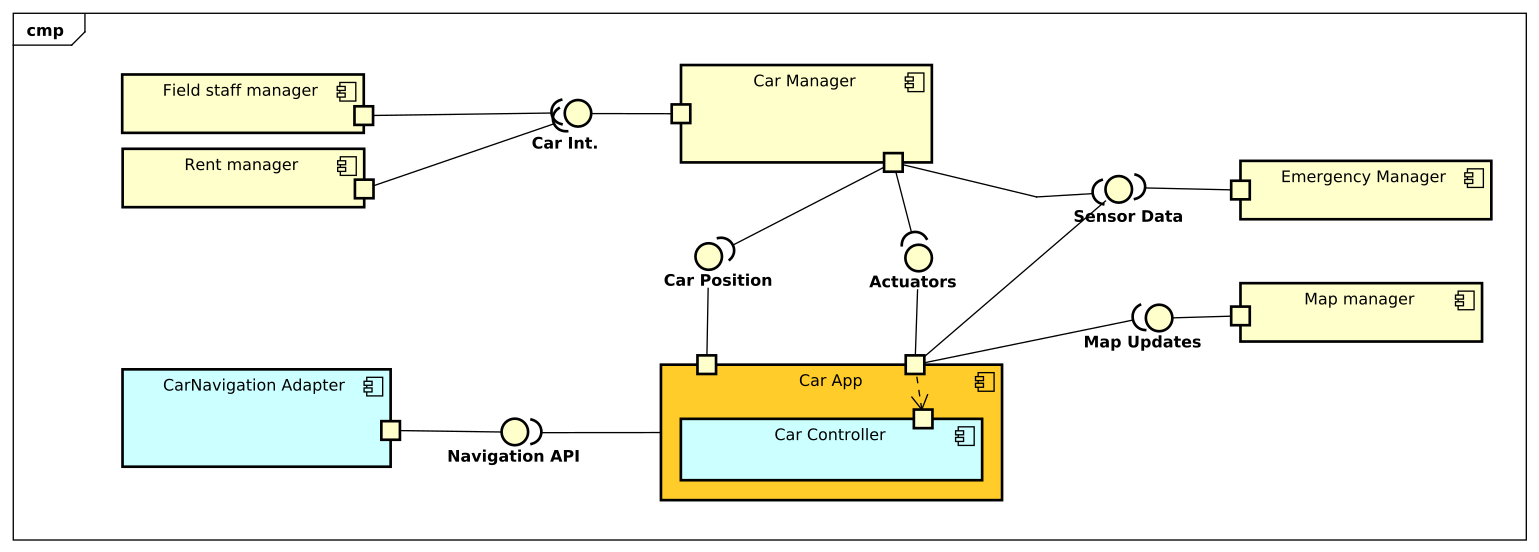 cmp
Field staff manager
Car Manager
Car Int.
Rent manager
Emergency Manager
Sensor Data
Car Position
Actuators
Map manager
Map Updates
CarNavigation Adapter
Car App
Navigation API
Car Controller